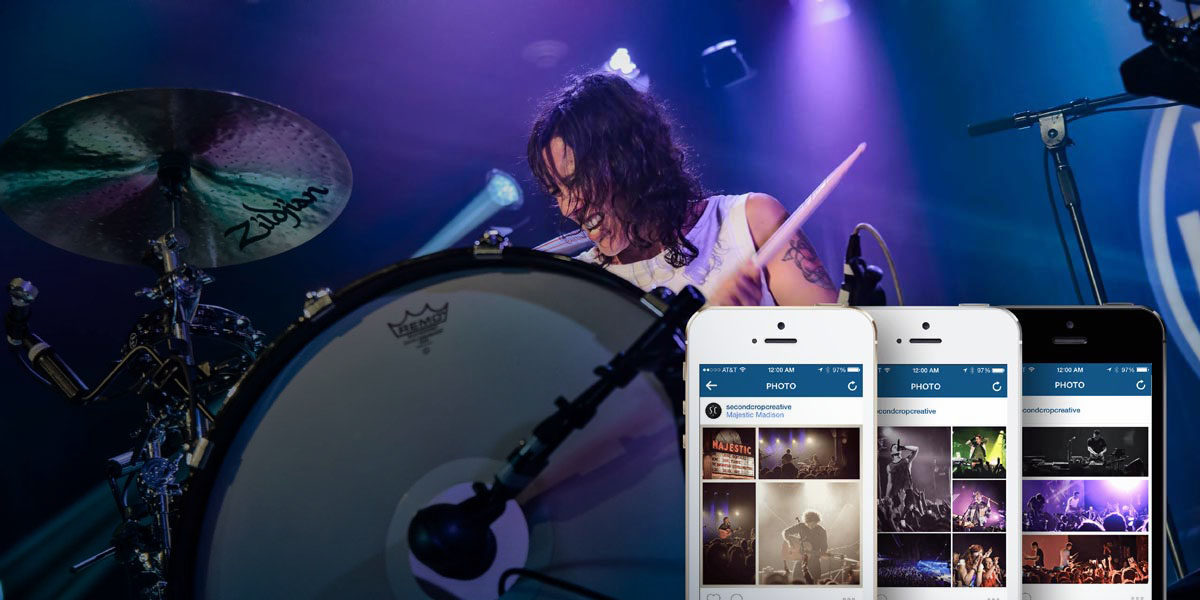 Zildjian
REMO
AT&T 12:00 AM 97%
PHOTO
secondcropcreative
Majestic Madison
MAJESTIC
12:00 AM 97%
PHOTO
secondcropcreative
12:00 AM 97%
PHOTO
secondcropcreative